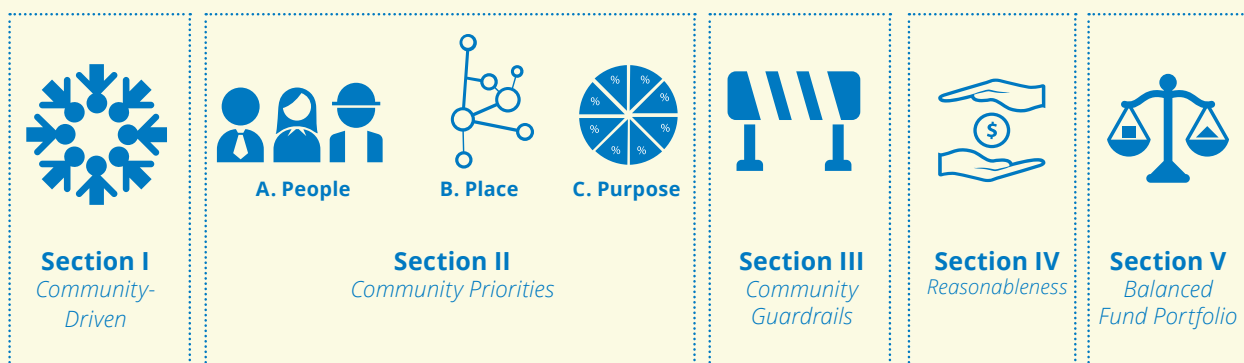 % %
% %
% %
% %
$
A. People
B. Place
C. Purpose
Section I
Community-
Driven
Section II
Community Priorities
Section III
Community
Guardrails
Section IV
Reasonableness
Section V
Balanced
Fund Portfolio